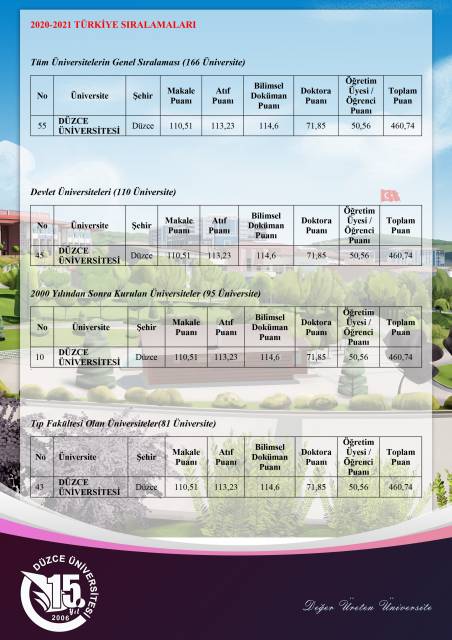 2020-2021 TÜRKİYE SIRALAMALARI
Tüm Üniversitelerin Genel Sıralaması (166 Üniversite)
No Üniversite Şehir Makale Puanı Atıf Puanı Bilimsel Doküman Puanı Doktora Puanı Öğretim Üyesi / Öğrenci Puanı Toplam Puan
55 DÜZCE ÜNİVERSİTESİ Düzce 110,51 113,23 114,6 71,85 50,56 460,74
Devlet Üniversiteleri (110 Üniversite)
No Üniversite Şehir Makale Puanı Atıf Puanı Bilimsel Doküman Puanı Doktora Puanı Öğretim Üyesi / Öğrenci Puanı Toplam Puan
45 DÜZCE ÜNİVERSİTESİ Düzce 110,51 113,23 114,6 71,85 50,56 460,74
2000 Yılından Sonra Kurulan Üniversiteler (95 Üniversite)
No Üniversite Şehir Makale Puanı Atıf Puanı Bilimsel Doküman Puanı Doktora Puanı Öğretim Üyesi / Öğrenci Puanı Toplam Puan
10 DÜZCE ÜNİVERSİTESİ Düzce 110,51 113,23 114,6 71,85 50,56 460,74
Tıp Fakültesi Olan Üniversiteler(81 Üniversite)
No Üniversite Şehir Makale Puanı Atıf Puanı Bilimsel Doküman Puanı Doktora Puanı Öğretim Üyesi / Öğrenci Puanı Toplam Puan
43 DÜZCE ÜNİVERSİTESİ Düzce 110,51 113,23 114,6 71,85 50,56 460,74
DÜZCE ÜNİVERSİTESİ
15.
Yıl
2006
Değer Üreten Üniversite